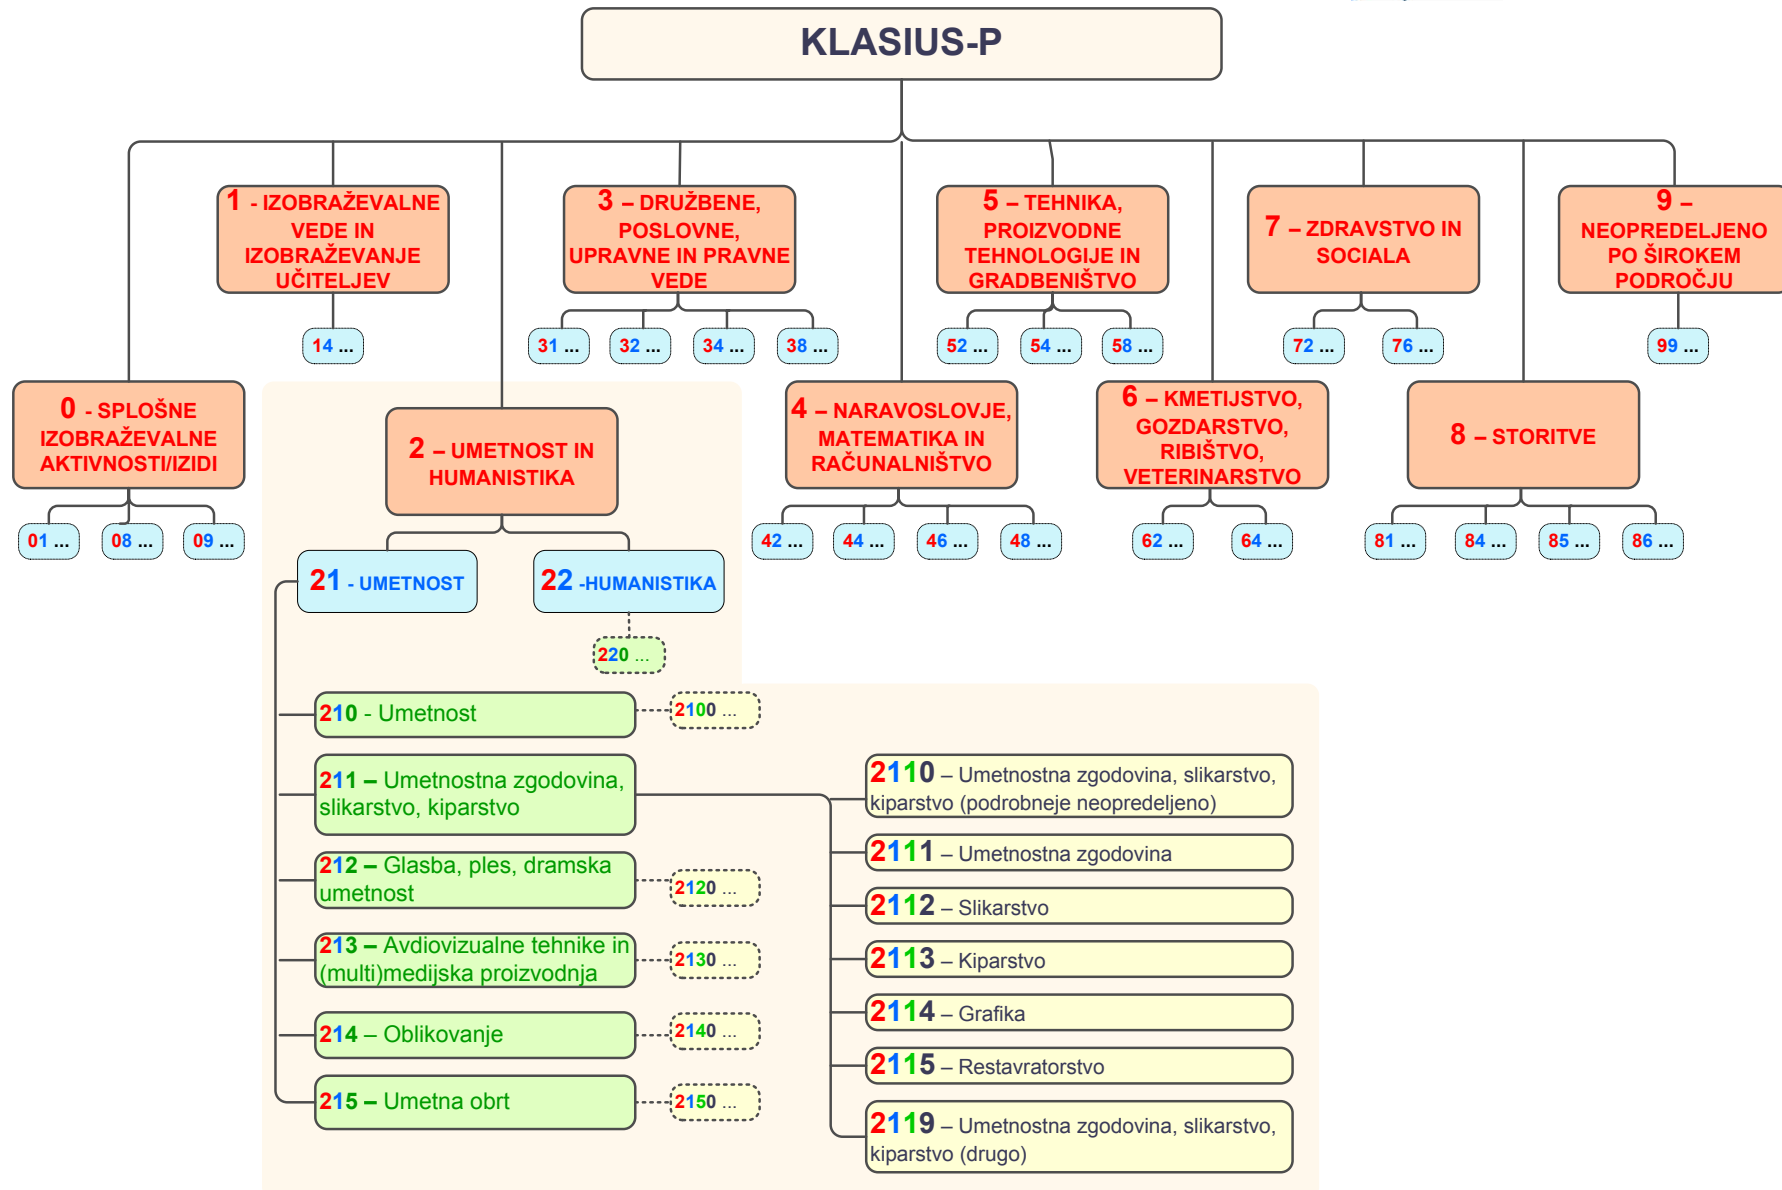 KLASIUS-P
1 - IZOBRAŽEVALNE
VEDE IN
IZOBRAŽEVANJE
UČITELJEV
3 – DRUŽBENE,
POSLOVNE,
UPRAVNE IN PRAVNE
VEDE
5 – TEHNIKA,
PROIZVODNE
TEHNOLOGIJE IN
GRADBENIŠTVO
7 – ZDRAVSTVO IN
SOCIALA
9 –
NEOPREDELJENO
PO ŠIROKEM
PODROČJU
14 ...
31 ...
32 ...
34 ...
38 ...
52 ...
54 ...
58 ...
72 ...
76 ...
99 ...
0 - SPLOŠNE
IZOBRAŽEVALNE
AKTIVNOSTI/IZIDI
2 – UMETNOST IN
HUMANISTIKA
4 – NARAVOSLOVJE,
MATEMATIKA IN
RAČUNALNIŠTVO
6 – KMETIJSTVO,
GOZDARSTVO,
RIBIŠTVO,
VETERINARSTVO
8 – STORITVE
01 ...
08 ...
09 ...
42 ...
44 ...
46 ...
48 ...
62 ...
64 ...
81 ...
84 ...
85 ...
86 ...
21 - UMETNOST
22 -HUMANISTIKA
220 ...
210 - Umetnost
2100 ...
211 – Umetnostna zgodovina,
slikarstvo, kiparstvo
212 – Glasba, ples, dramska
umetnost
2120 ...
213 – Avdiovizualne tehnike in
(multi)medijska proizvodnja
2130 ...
214 – Oblikovanje
2140 ...
215 – Umetna obrt
2150 ...
2110 – Umetnostna zgodovina, slikarstvo,
kiparstvo (podrobneje neopredeljeno)
2111 – Umetnostna zgodovina
2112 – Slikarstvo
2113 – Kiparstvo
2114 – Grafika
2115 – Restavratorstvo
2119 – Umetnostna zgodovina, slikarstvo,
kiparstvo (drugo)